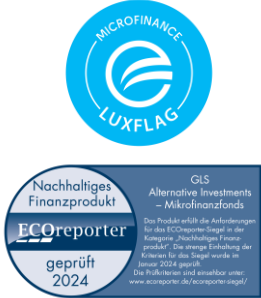 MICROFINANCE
LUXFLAG
Nachhaltiges
Finanzprodukt
ECOreporter
geprüft
2024
GLS
Alternative Investments
– Mikrofinanzfonds
Das Produkt erfüllt die Anforderungen
für das ECOreporter-Siegel in der
Kategorie „Nachhaltiges Finanz-
produkt“. Die strenge Einhaltung der
Kriterien für das Siegel wurde im
Januar 2024 geprüft.
Die Prüfkriterien sind einsehbar unter:
www.ecoreporter.de/ecoreporter-siegel/